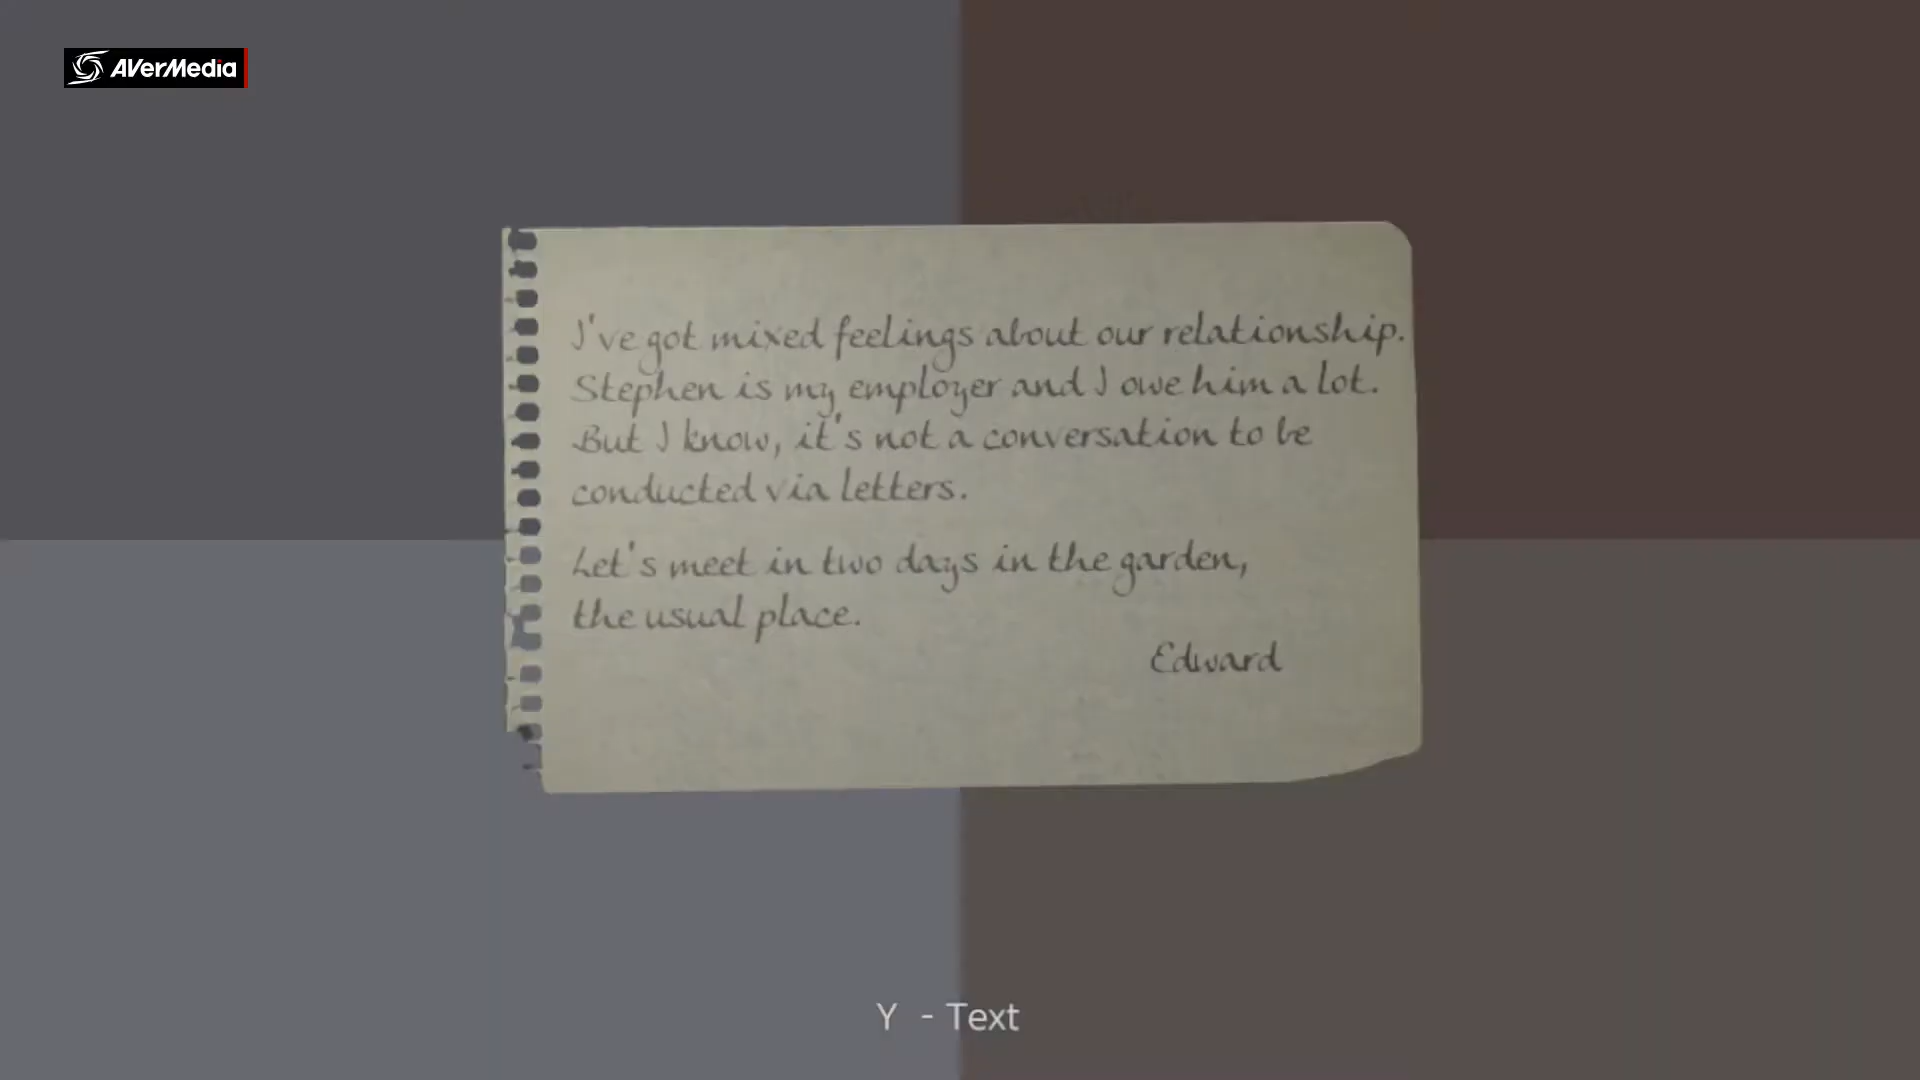 AVerMedia
I've got mixed feelings about our relationship.
Stephen is my employer and I owe him a lot.
But I know, it's not a conversation to be
conducted via letters.
Let's meet in two days in the garden,
the usual place.
Edward
Y - Text